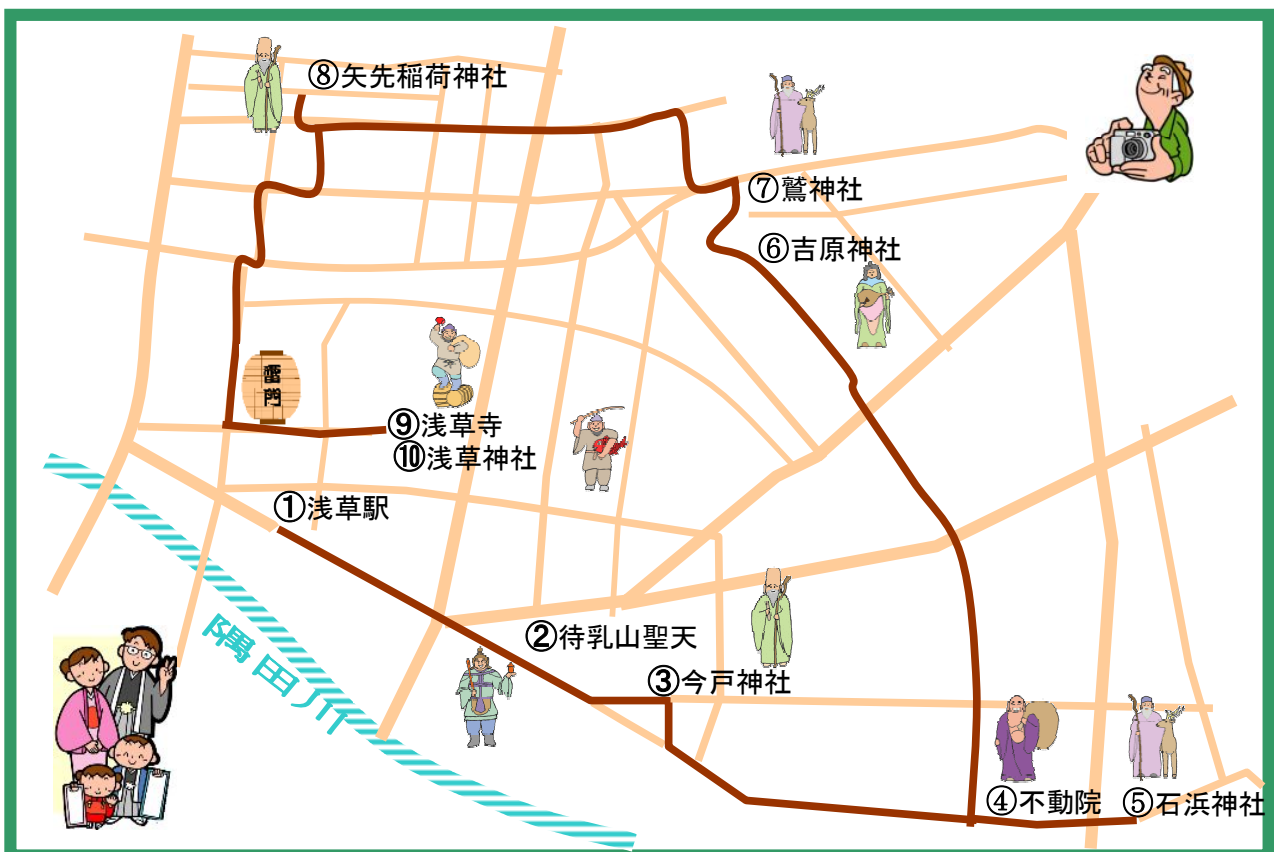 ⑧矢先稲荷神社
⑦鷲神社
⑥吉原神社
雷門
⑨浅草寺
⑩浅草神社
①浅草駅
②待乳山聖天
③今戸神社
隅田川
④不動院
⑤石浜神社